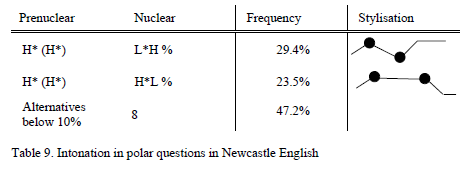 Prenuclear Nuclear Frequency Stylisation
H* (H*) L*H % 29.4%
H* (H*) H*L % 23.5%
Alternatives
below 10% 8 47.2%
Table 9. Intonation in polar questions in Newcastle English